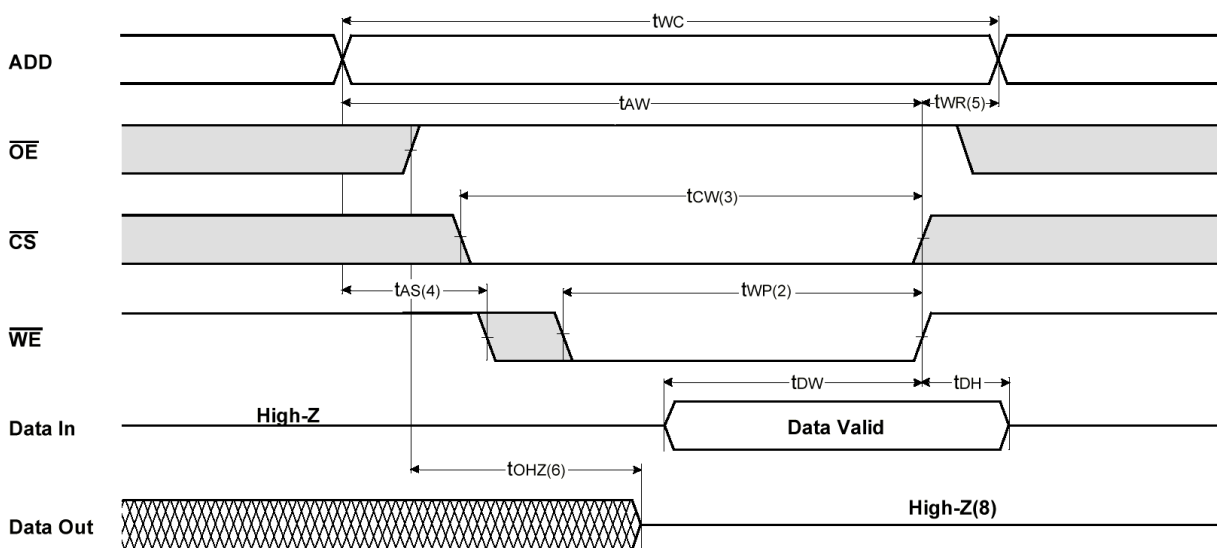 tWC
ADD
tAW
tWR(5)
OE
tCW(3)
CS
tAS(4)
tWP(2)
WE
tDW
tDH
High-Z
Data In
Data Valid
tOHZ(6)
High-Z(8)
Data Out